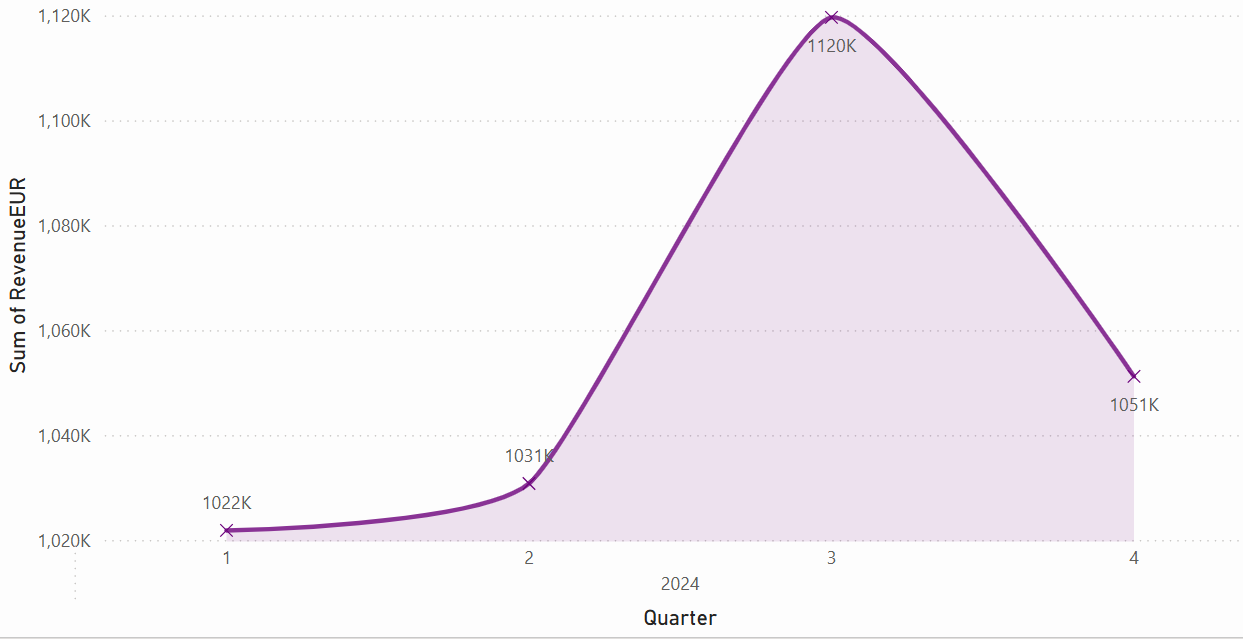 1,120K
1120K
1,100K
1,080K
1,060K
1051K
1,040K
1031K
1022K
1,020K
Sum of RevenueEUR
1 2 3 4
2024
Quarter